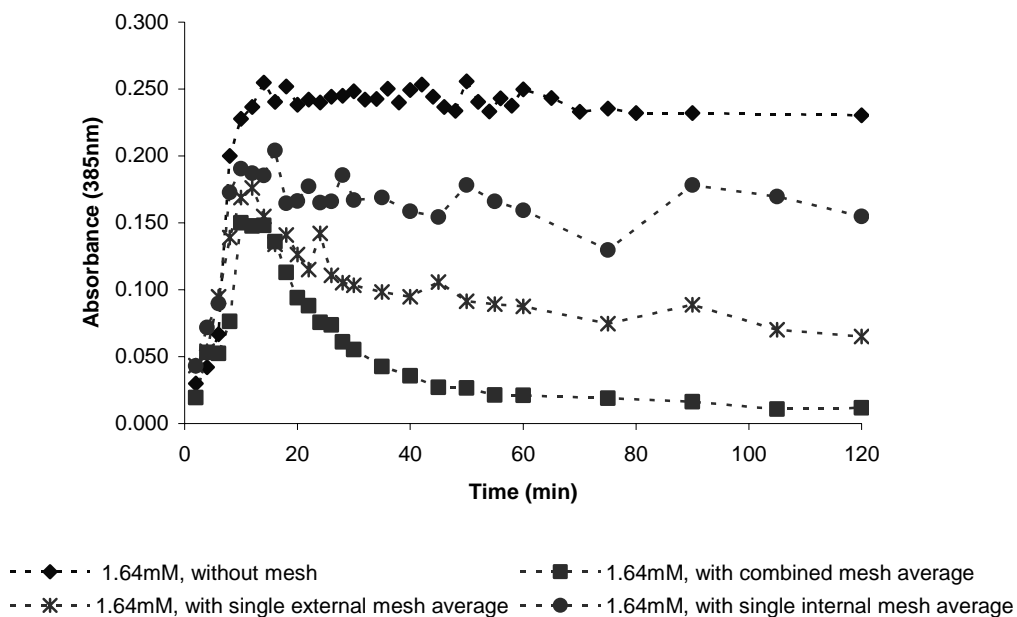 0.300
0.250
0.200
0.150
0.100
0.050
0.000
Absorbance (385nm)
0 20 40 60 80 100 120
Time (min)
1.64mM, without mesh 1.64mM, with combined mesh average
1.64mM, with single external mesh average 1.64mM, with single internal mesh average